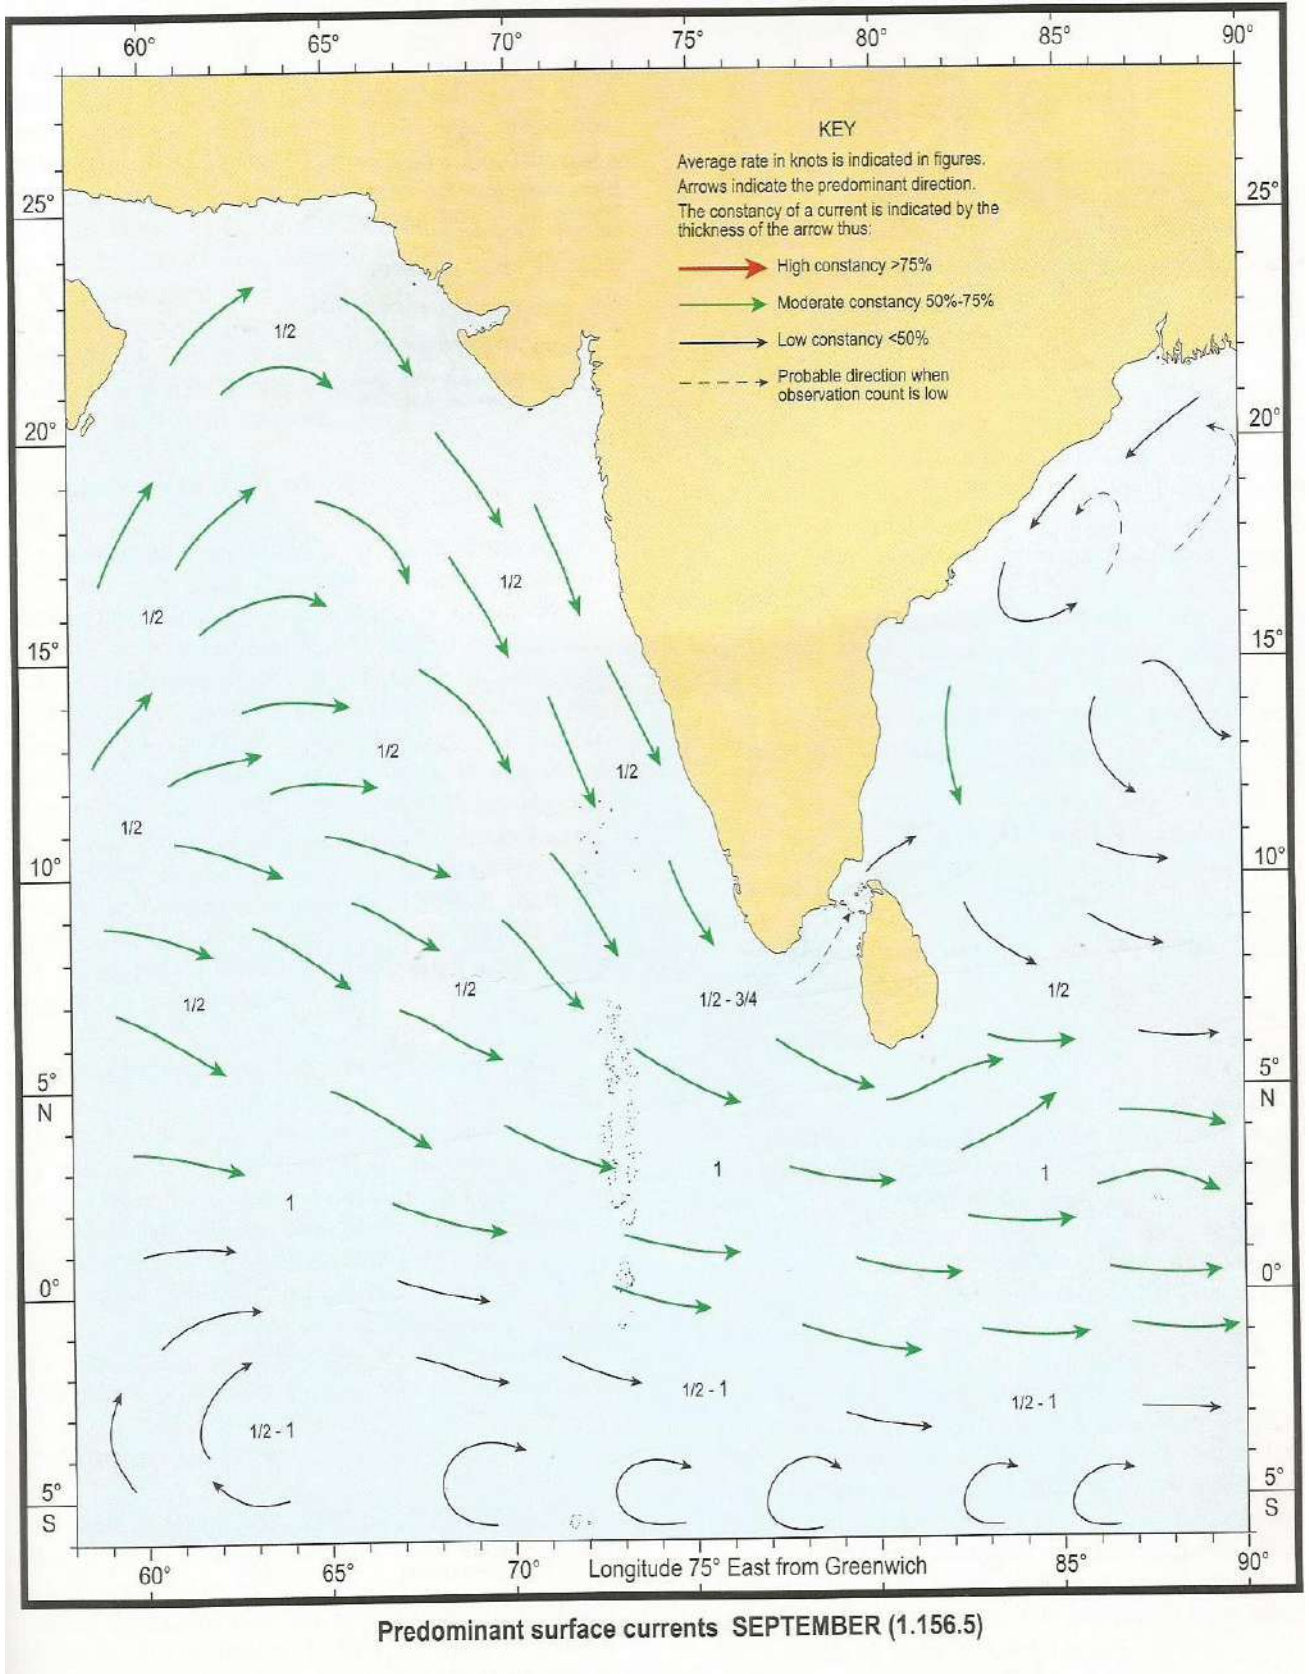 60° 65° 70° 75° 80° 85° 90°
KEY
Average rate in knots is indicated in figures.
Arrows indicate the predominant direction.
The constancy of a current is indicated by the
thickness of the arrow thus:
25° 25°
High constancy >75%
Moderate constancy 50%-75%
1/2
Low constancy <50%
Probable direction when
observation count is low
20° 20°
1/2
1/2
15° 15°
1/2
1/2
1/2
10° 10°
1/2 1/2 1/2 - 3/4 1/2
5° 5°
N N
1 1
1
0° 0°
1/2 - 1 1/2 - 1
1/2 - 1
5° 5°
S S
60° 65° 70° Longitude 75° East from Greenwich 85° 90°
Predominant surface currents SEPTEMBER (1.156.5)